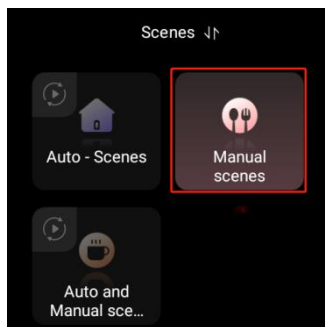 Scenes
Auto - Scenes
Manual
scenes
Auto and
Manual sce...